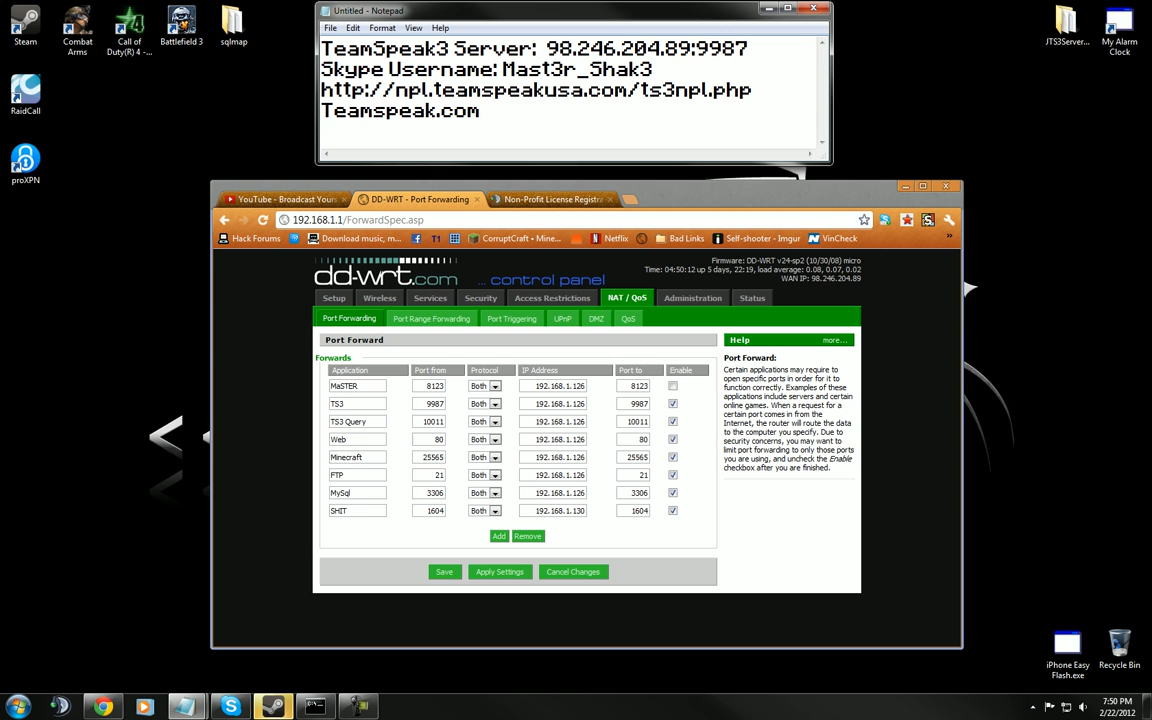 Steam
Combat Arms
Call of Duty(R) 4 - ...
Battlefield 3
sqlmap
RaidCall
proXPN
JTS3Server...
My Alarm Clock
Untitled - Notepad
File Edit Format View Help
TeamSpeak3 Server: 98.246.204.89:9987
Skype Username: Mast3r_Shak3
http://npl.teamspeakusa.com/ts3npl.php
Teamspeak.com
YouTube - Broadcast Yours
DD-WRT - Port Forwarding
Non-Profit License Registra
192.168.1.1/ForwardSpec.asp
Hack Forums
Download music, m...
T1
CorruptCraft • Mine...
Netflix
Bad Links
Self-shooter - Imgur
VinCheck
»
Firmware: DD-WRT v24-sp2 (10/30/08) micro
Time: 04:50:12 up 5 days, 22:19, load average: 0.08, 0.07, 0.02
WAN IP: 98.246.204.89
dd-wrt.com ... control panel
Setup Wireless Services Security Access Restrictions NAT / QoS Administration Status
Port Forwarding Port Range Forwarding Port Triggering UPnP DMZ QoS
Port Forward
Forwards
Application Port from Protocol IP Address Port to Enable
MaSTER 8123 Both 192.168.1.126 8123
TS3 9987 Both 192.168.1.126 9987
TS3 Query 10011 Both 192.168.1.126 10011
Web 80 Both 192.168.1.126 80
Minecraft 25565 Both 192.168.1.126 25565
FTP 21 Both 192.168.1.126 21
MySql 3306 Both 192.168.1.126 3306
SHIT 1604 Both 192.168.1.130 1604
Add Remove
Save Apply Settings Cancel Changes
Help more...
Port Forward:
Certain applications may require to
open specific ports in order for it to
function correctly. Examples of these
applications include servers and certain
online games. When a request for a
certain port comes in from the
Internet, the router will route the data
to the computer you specify. Due to
security concerns, you may want to
limit port forwarding to only those ports
you are using, and uncheck the Enable
checkbox after you are finished.
iPhone Easy Flash.exe
Recycle Bin
7:50 PM
2/22/2012